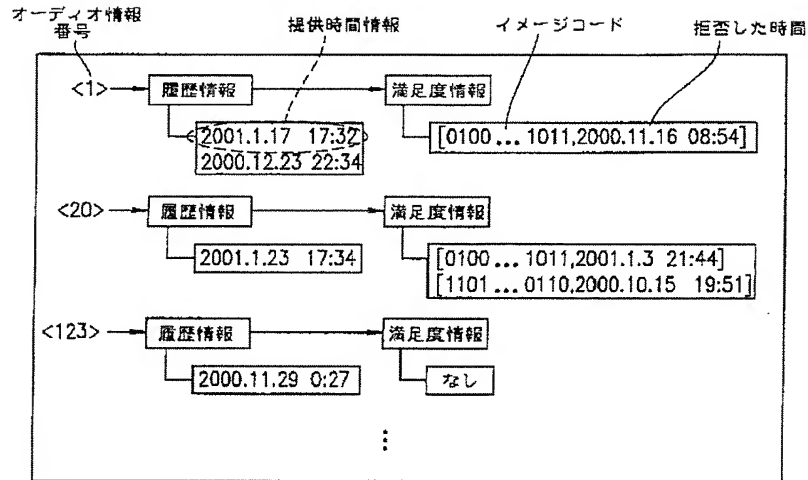 オーディオ情報
番号
提供時間情報
イメージコード
拒否した時間
<1>
履歴情報
満足度情報
2001.1.17 17:32
2000.12.23 22:34
[0100 ... 1011,2000.11.16 08:54]
<20>
履歴情報
満足度情報
2001.1.23 17:34
[0100 ... 1011,2001.1.3 21:44]
[1101 ... 0110,2000.10.15 19:51]
<123>
履歴情報
満足度情報
2000.11.29 0:27
なし
⋮